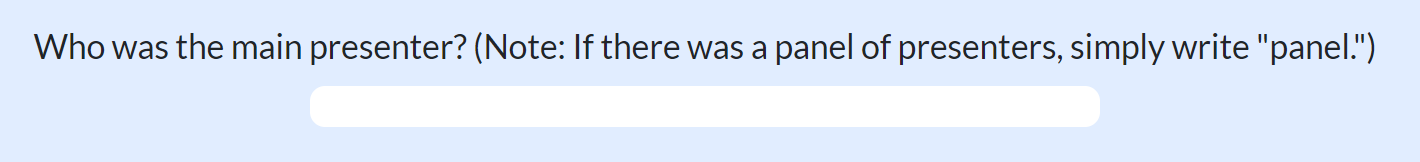 Who was the main presenter? (Note: If there was a panel of presenters, simply write "panel.")